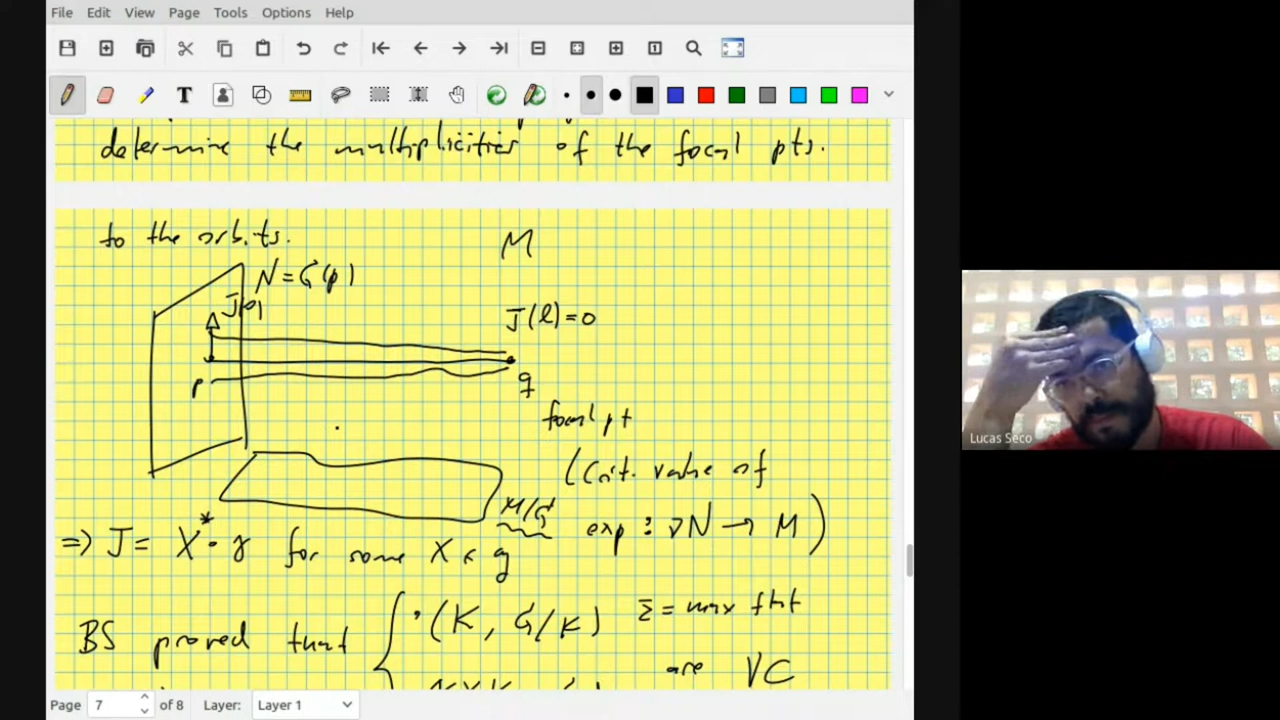 File Edit View Page Tools Options Help
determine the multiplicities of the focal pts.
to the orbits.
M
N = G(p)
J(0)
J(l) = 0
p
q
focal pt
(Crit. value of
exp : νN → M)
M/G
⇒ J = X* ∘ γ for some X ∈ g
BS proved that
(K, G/K)
Σ = max flat
are VC
Lucas Seco
Page 7 of 8 Layer: Layer 1